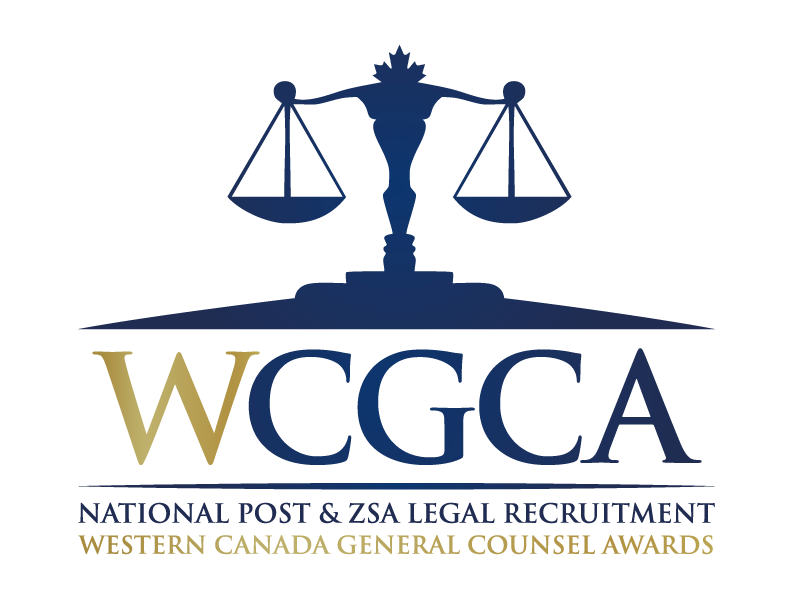 WCGCA
NATIONAL POST & ZSA LEGAL RECRUITMENT
WESTERN CANADA GENERAL COUNSEL AWARDS